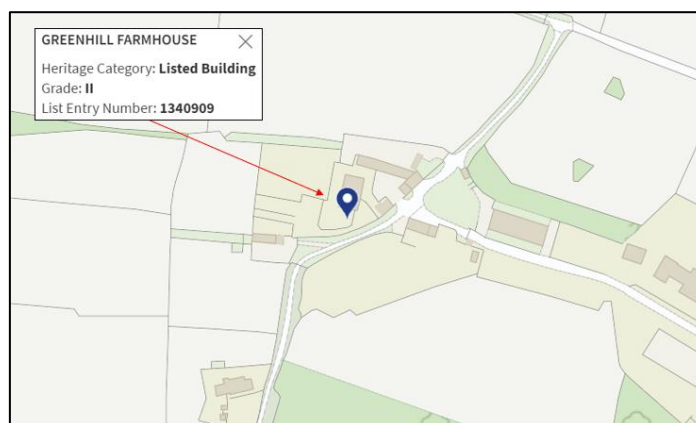 GREENHILL FARMHOUSE
Heritage Category: Listed Building
Grade: II
List Entry Number: 1340909